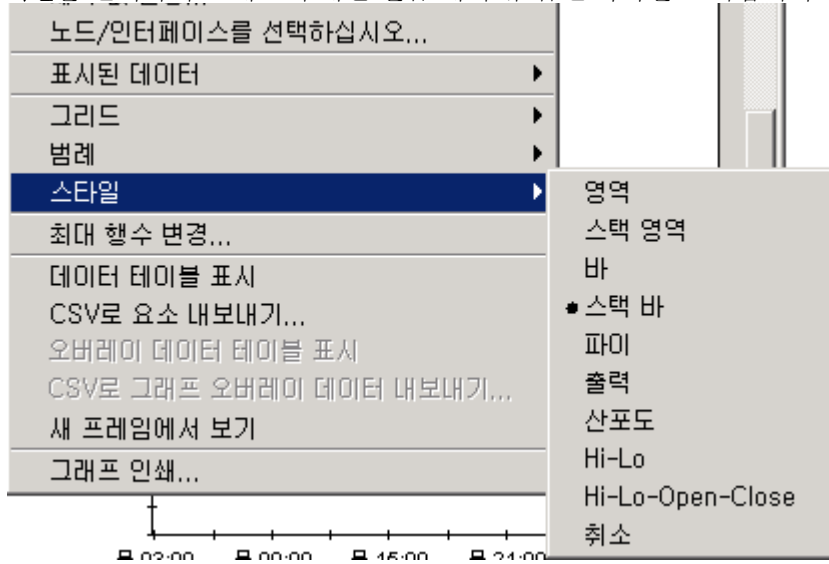 노드/인터페이스를 선택하십시오...
표시된 데이터
그리드
범례
스타일
최대 행수 변경...
데이터 테이블 표시
CSV로 요소 내보내기...
오버레이 데이터 테이블 표시
CSV로 그래프 오버레이 데이터 내보내기...
새 프레임에서 보기
그래프 인쇄...
영역
스택 영역
바
스택 바
파이
출력
산포도
Hi-Lo
Hi-Lo-Open-Close
취소